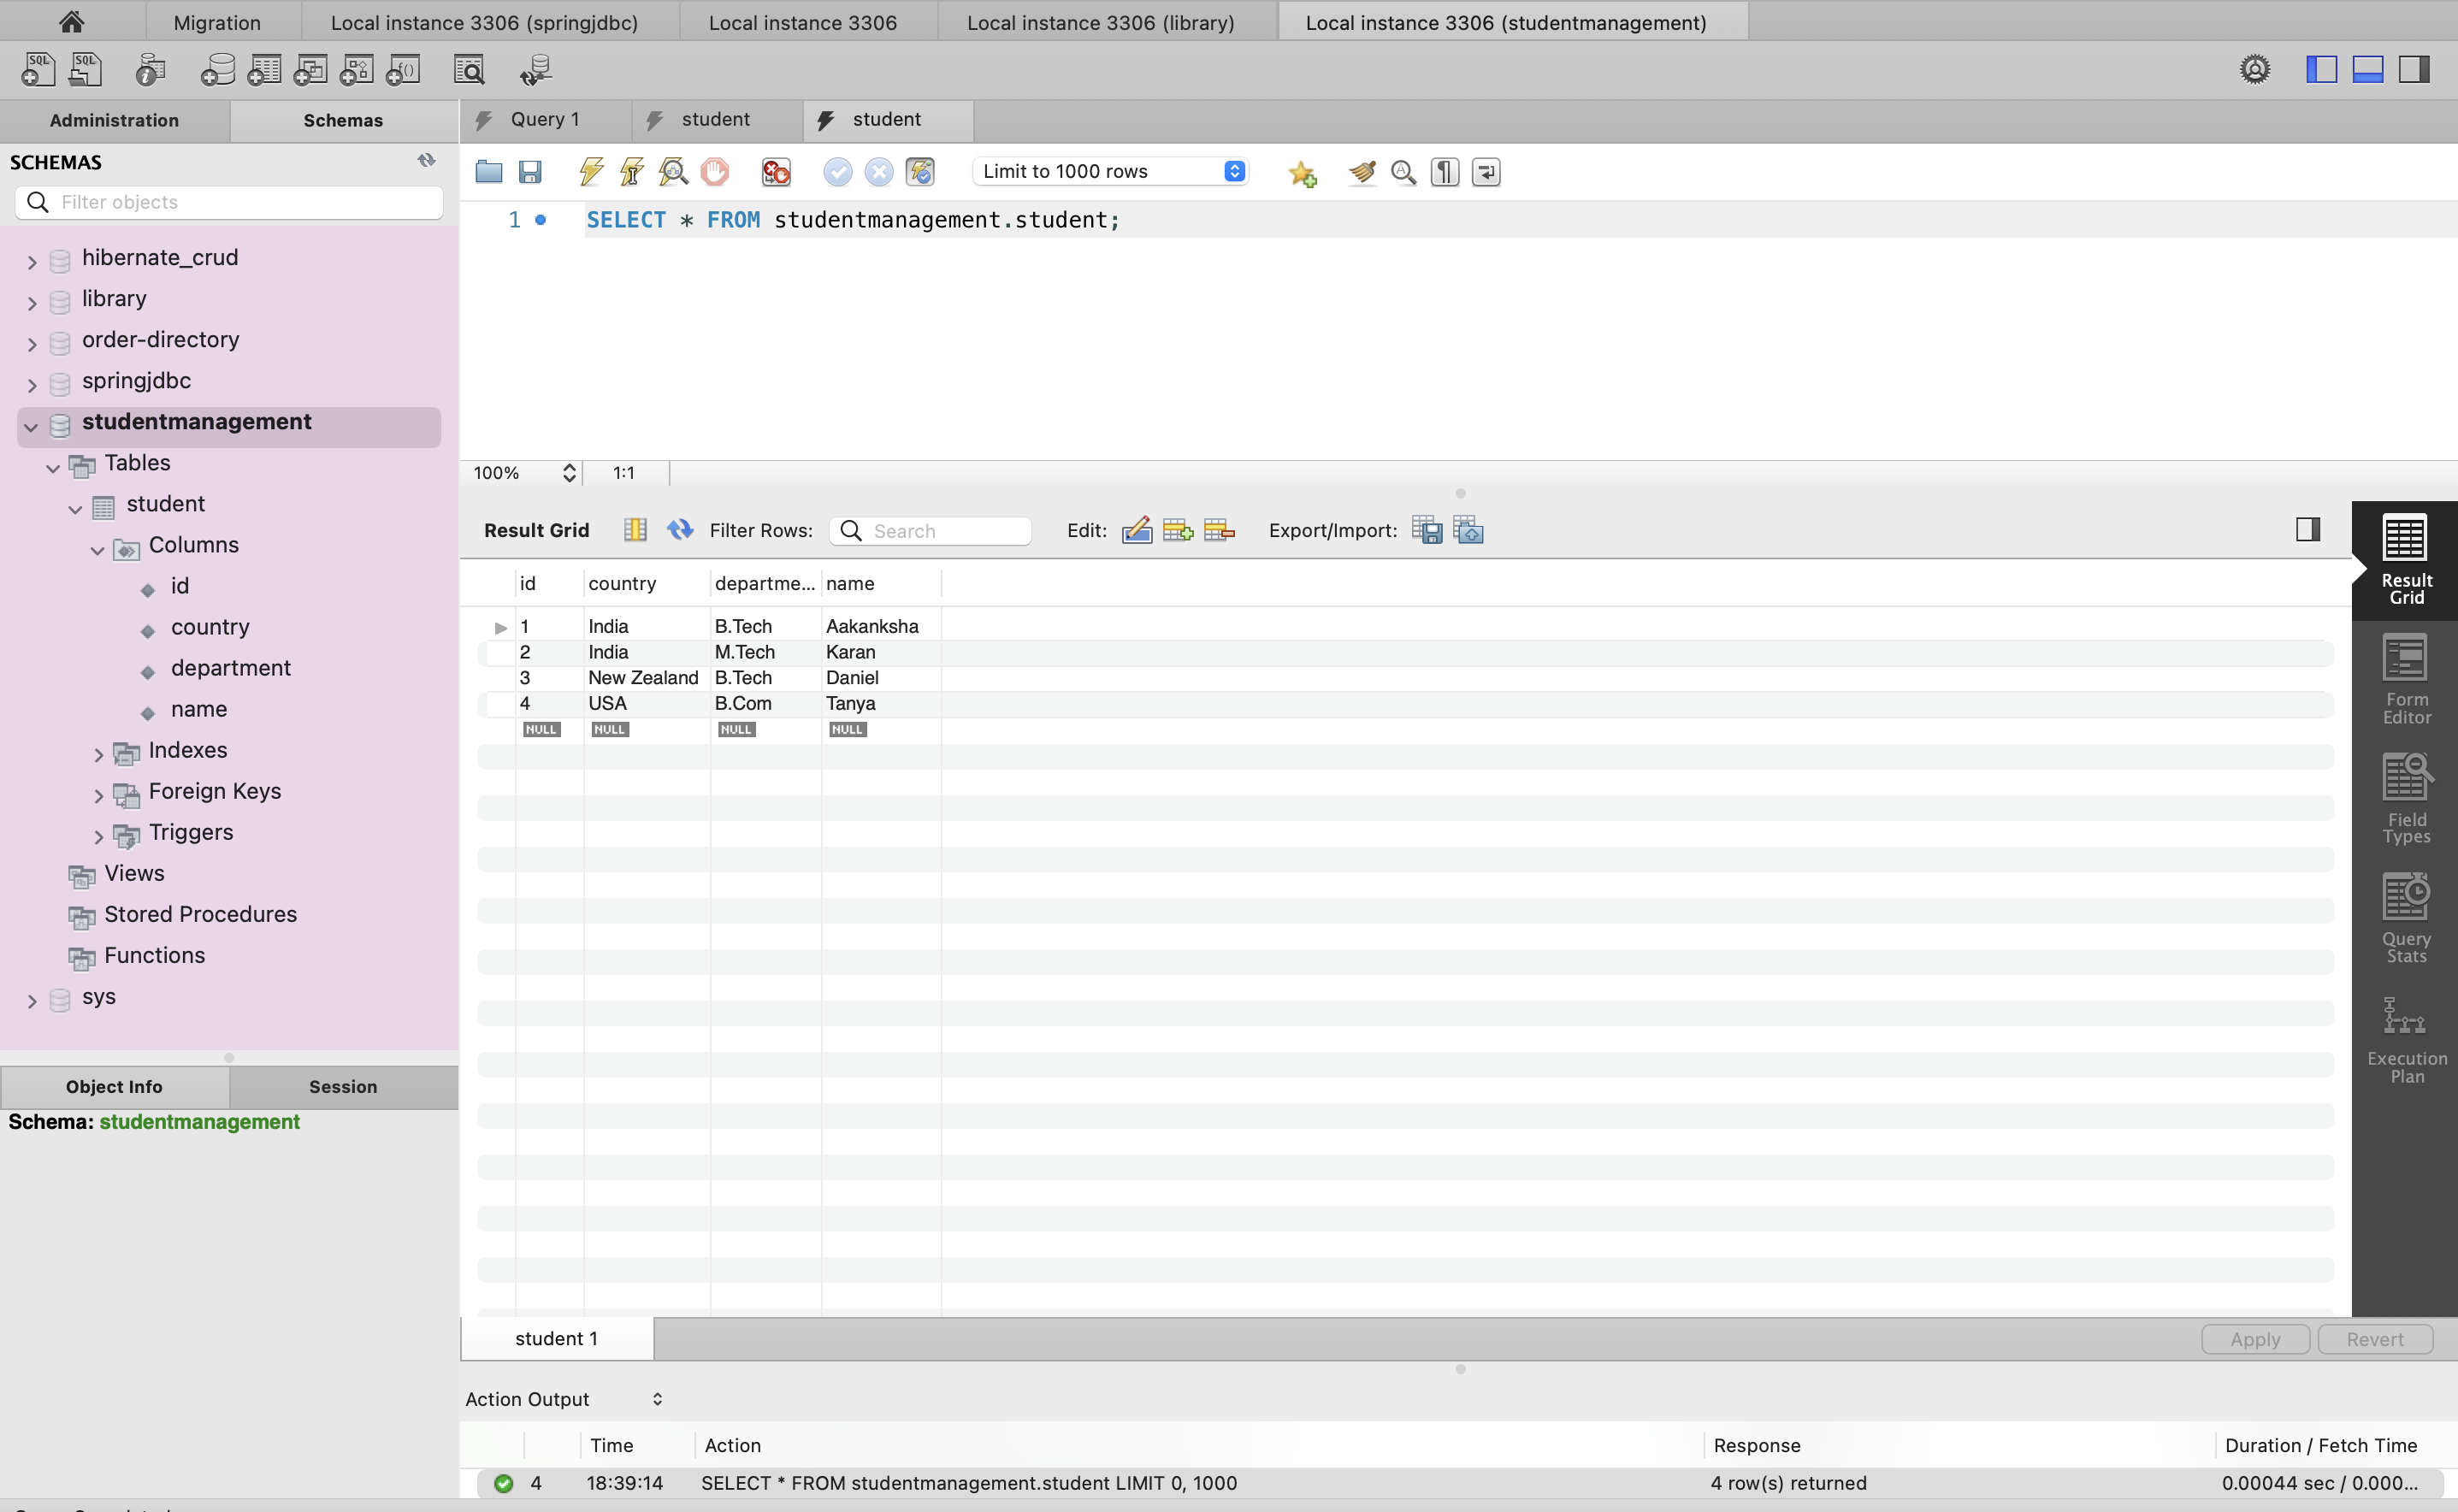 Migration
Local instance 3306 (springjdbc)
Local instance 3306
Local instance 3306 (library)
Local instance 3306 (studentmanagement)
SQL
SQL
Administration
Schemas
SCHEMAS
Filter objects
hibernate_crud
library
order-directory
springjdbc
studentmanagement
Tables
student
Columns
id
country
department
name
Indexes
Foreign Keys
Triggers
Views
Stored Procedures
Functions
sys
Object Info
Session
Schema: studentmanagement
Query 1
student
student
Limit to 1000 rows
1
SELECT * FROM studentmanagement.student;
100%
1:1
Result Grid
Filter Rows:
Search
Edit:
Export/Import:
id country departme... name
1 India B.Tech Aakanksha
2 India M.Tech Karan
3 New Zealand B.Tech Daniel
4 USA B.Com Tanya
NULL NULL NULL NULL
Result
Grid
Form
Editor
Field
Types
Query
Stats
Execution
Plan
student 1
Apply
Revert
Action Output
Time Action Response Duration / Fetch Time
4 18:39:14 SELECT * FROM studentmanagement.student LIMIT 0, 1000 4 row(s) returned 0.00044 sec / 0.000...